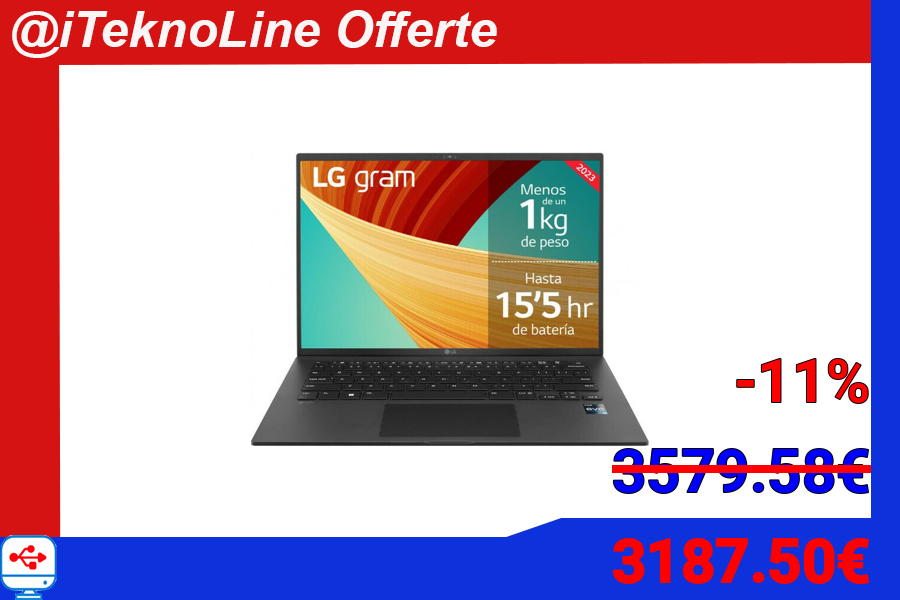 @iTeknoLine Offerte
LG gram
2023
Menos
de un
1kg
de peso
Hasta
15'5 hr
de batería
LG
-11%
3579.58€
3187.50€